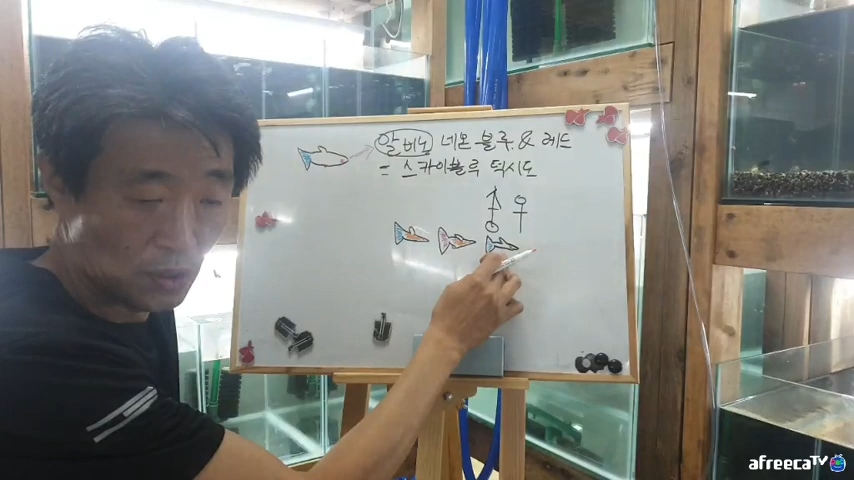 알비노 네온 블루 & 레드
= 스카이블루 턱시도
afreecaTV